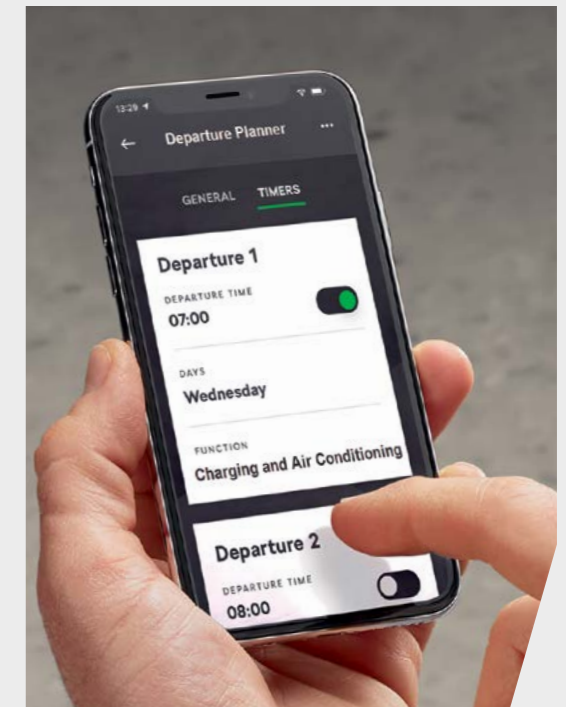 13:29
Departure Planner
GENERAL TIMERS
Departure 1
DEPARTURE TIME
07:00
DAYS
Wednesday
FUNCTION
Charging and Air Conditioning
Departure 2
DEPARTURE TIME
08:00